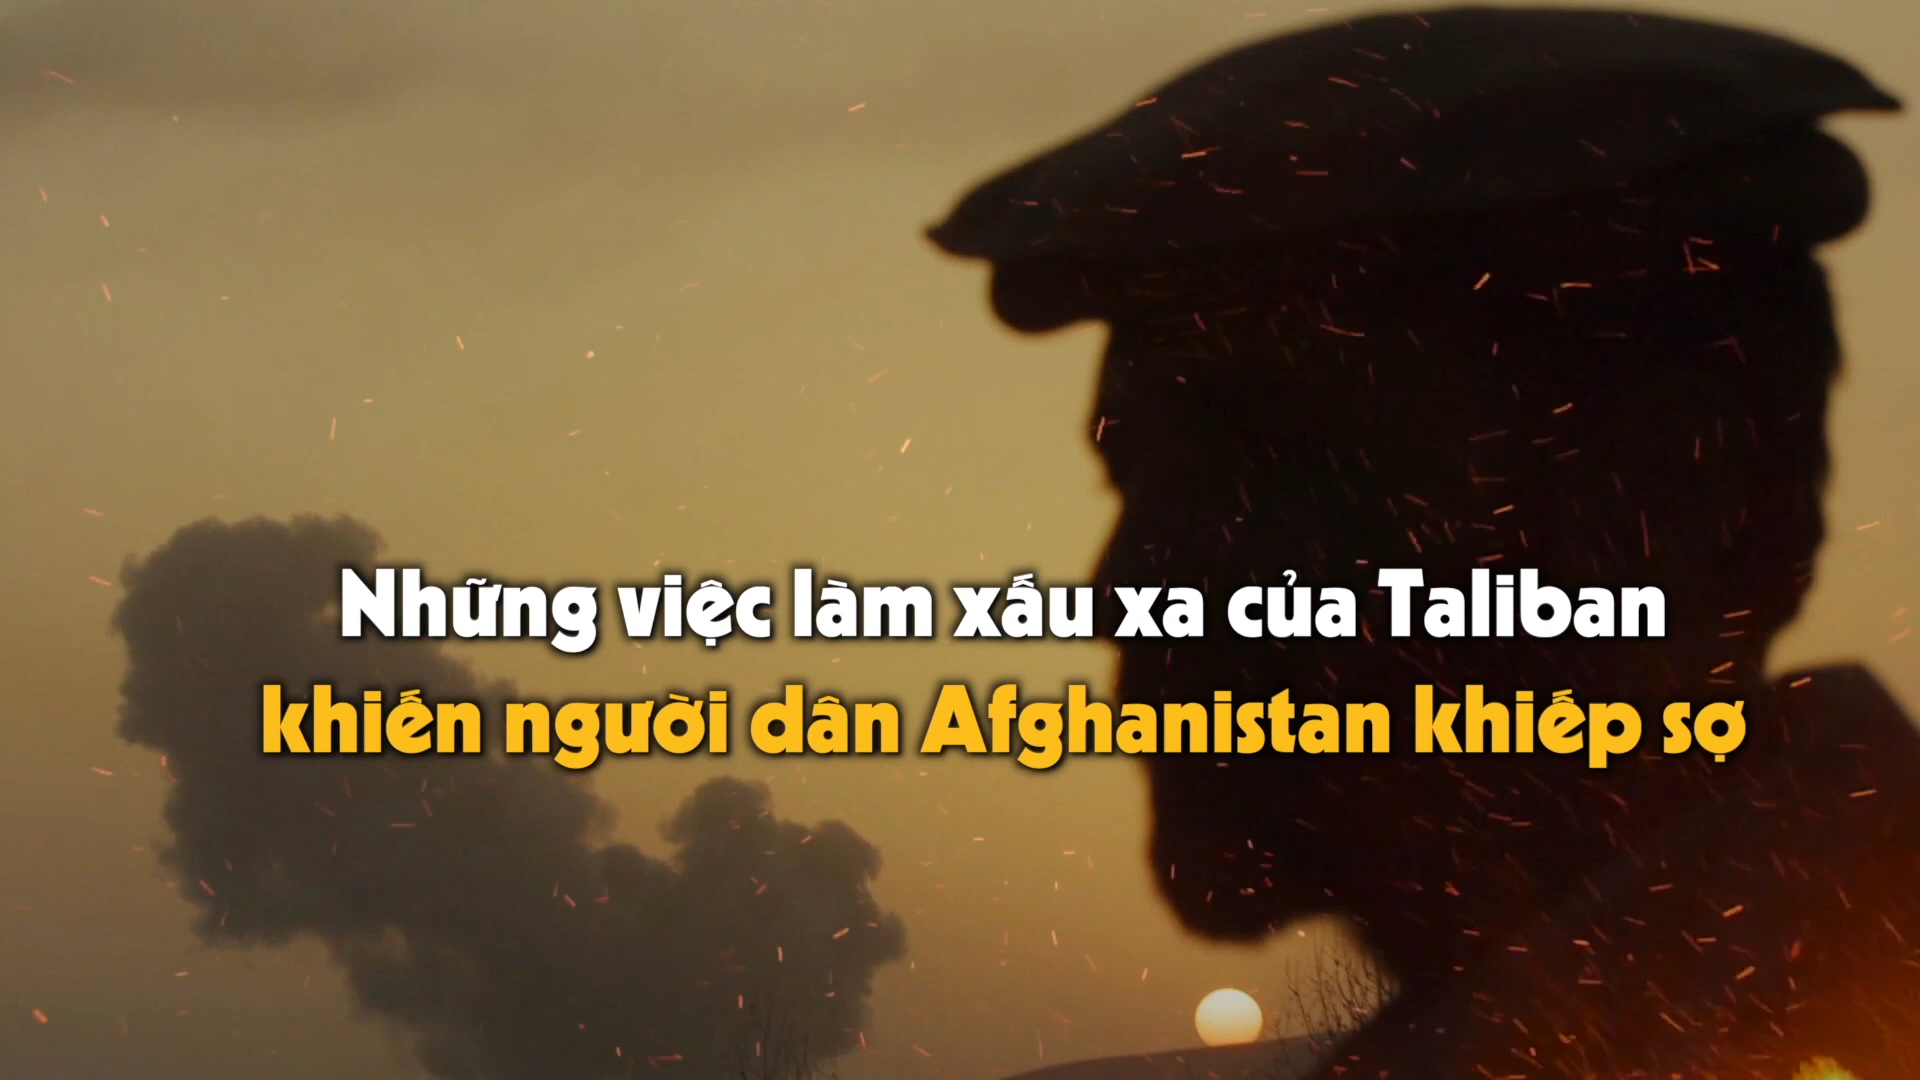 Những việc làm xấu xa của Taliban
khiến người dân Afghanistan khiếp sợ